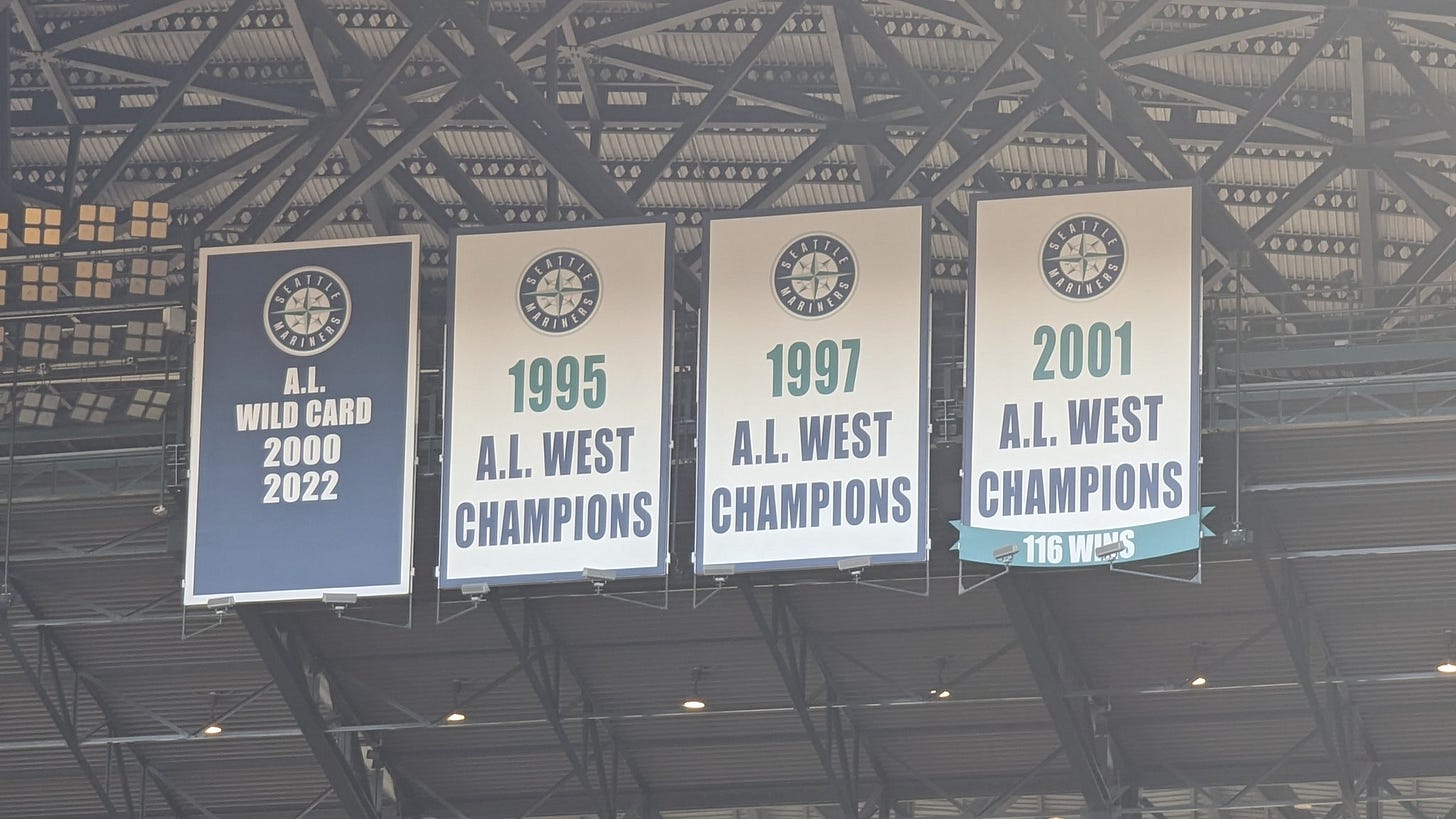 SEATTLE
MARINERS
A.L.
WILD CARD
2000
2022
SEATTLE
MARINERS
1995
A.L. WEST
CHAMPIONS
SEATTLE
MARINERS
1997
A.L. WEST
CHAMPIONS
SEATTLE
MARINERS
2001
A.L. WEST
CHAMPIONS
116 WINS